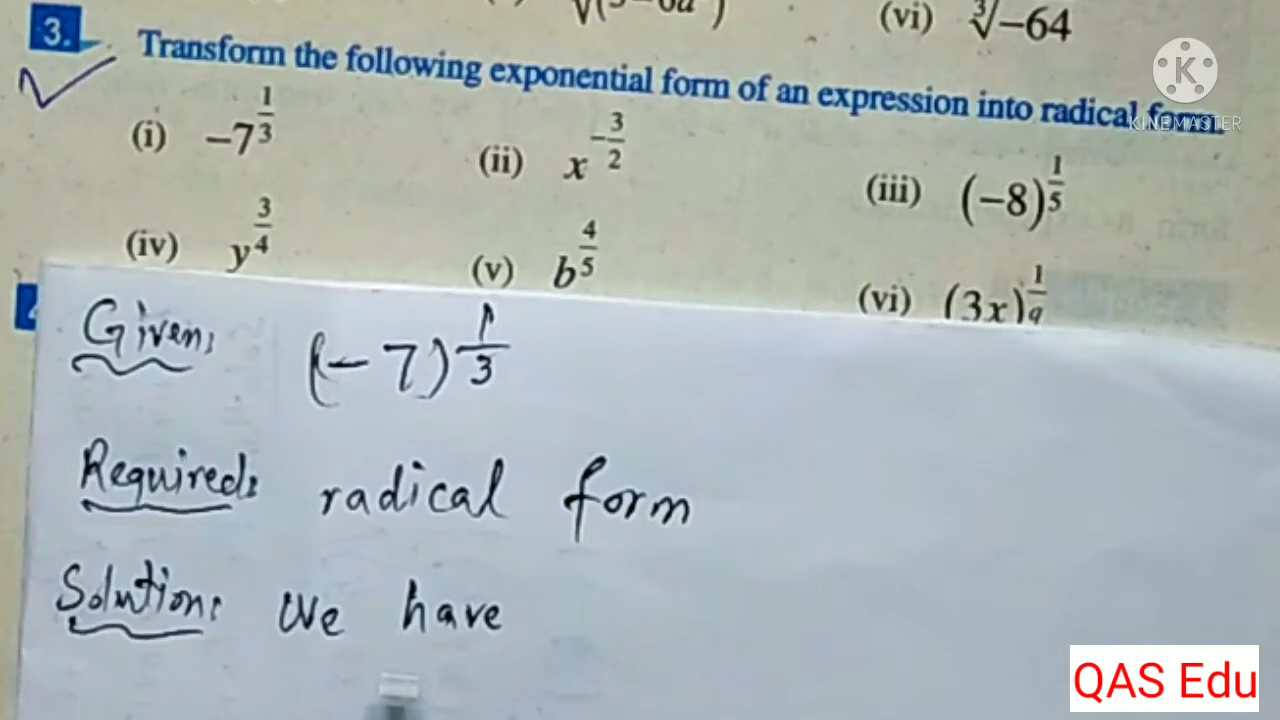 (vi) ∛−64
3. Transform the following exponential form of an expression into radical form
(i) −7^(1/3) (ii) x^(−3/2) (iii) (−8)^(1/5)
(iv) y^(3/4) (v) b^(4/5) (vi) (3x)^(1/q)
Given: (−7)^(1/3)
Required: radical form
Solution: We have
K
KINEMASTER
QAS Edu